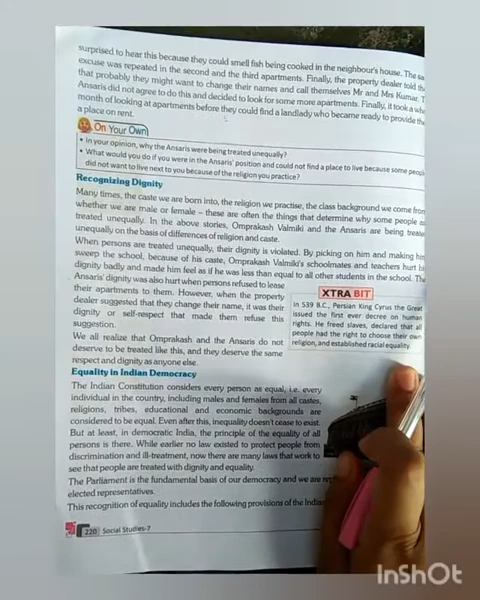 surprised to hear this because they could smell fish being cooked in the neighbour's house. The sa
excuse was repeated in the second and the third apartments. Finally, the property dealer told th
that probably they might want to change their names and call themselves Mr and Mrs Kumar. T
Ansaris did not agree to do this and decided to look for some more apartments. Finally, it took a wh
month of looking at apartments before they could find a landlady who became ready to provide the
a place on rent.
On Your Own
• In your opinion, why the Ansaris were being treated unequally?
• What would you do if you were in the Ansaris' position and could not find a place to live because some peop
did not want to live next to you because of the religion you practice?
Recognizing Dignity
Many times, the caste we are born into, the religion we practise, the class background we come from
whether we are male or female – these are often the things that determine why some people a
treated unequally. In the above stories, Omprakash Valmiki and the Ansaris are being treate
unequally on the basis of differences of religion and caste.
When persons are treated unequally, their dignity is violated. By picking on him and making him
sweep the school, because of his caste, Omprakash Valmiki's schoolmates and teachers hurt his
dignity badly and made him feel as if he was less than equal to all other students in the school. The
Ansaris' dignity was also hurt when persons refused to lease
their apartments to them. However, when the property
dealer suggested that they change their name, it was their
dignity or self-respect that made them refuse this
suggestion.
We all realize that Omprakash and the Ansaris do not
deserve to be treated like this, and they deserve the same
respect and dignity as anyone else.
XTRA BIT
In 539 B.C., Persian King Cyrus the Great
issued the first ever decree on human
rights. He freed slaves, declared that all
people had the right to choose their own
religion, and established racial equality.
Equality in Indian Democracy
The Indian Constitution considers every person as equal, i.e. every
individual in the country, including males and females from all castes,
religions, tribes, educational and economic backgrounds are
considered to be equal. Even after this, inequality doesn't cease to exist.
But at least, in democratic India, the principle of the equality of all
persons is there. While earlier no law existed to protect people from
discrimination and ill-treatment, now there are many laws that work to
see that people are treated with dignity and equality.
The Parliament is the fundamental basis of our democracy and we are rep
elected representatives.
This recognition of equality includes the following provisions of the Indian
220 Social Studies-7
InShOt